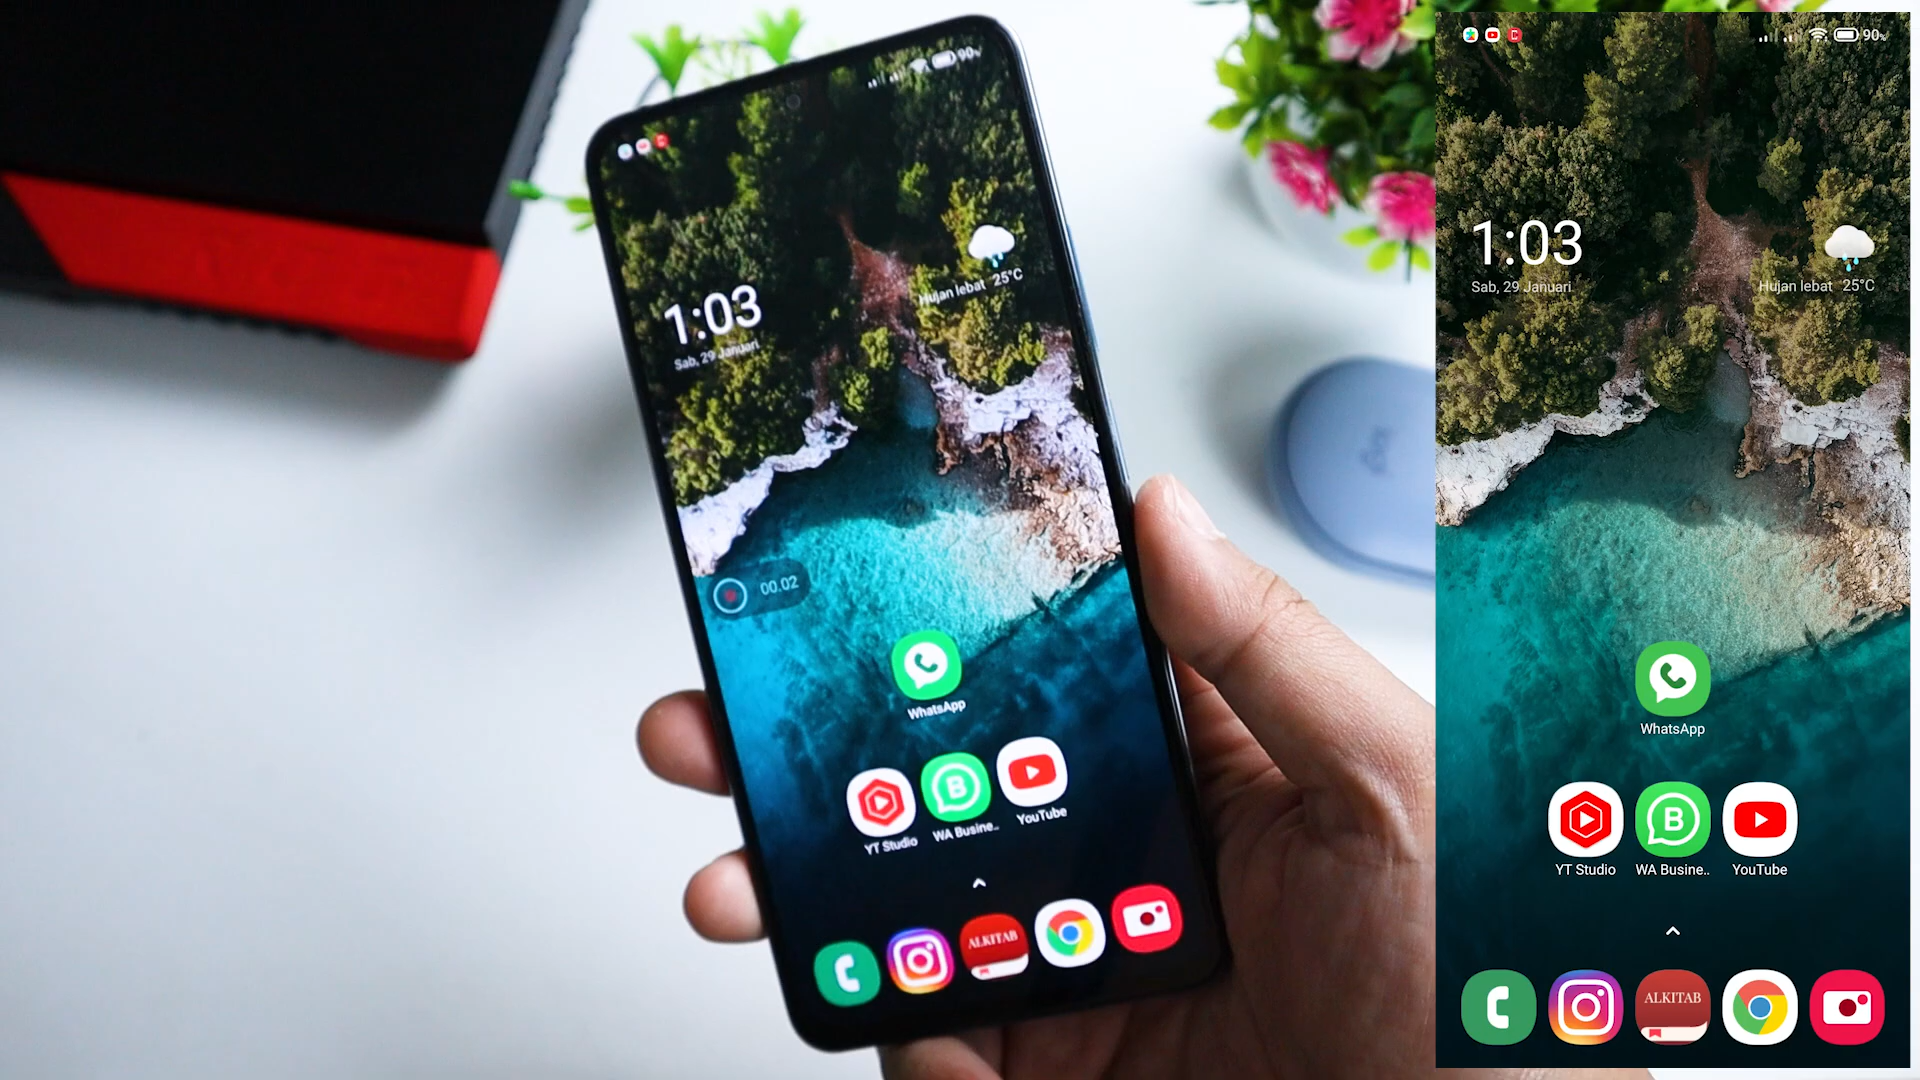 90%
1:03
Sab, 29 Januari
Hujan lebat 25°C
00.02
WhatsApp
YT Studio
WA Busine..
YouTube
ALKITAB
90%
1:03
Sab, 29 Januari
Hujan lebat 25°C
WhatsApp
YT Studio
WA Busine..
YouTube
ALKITAB